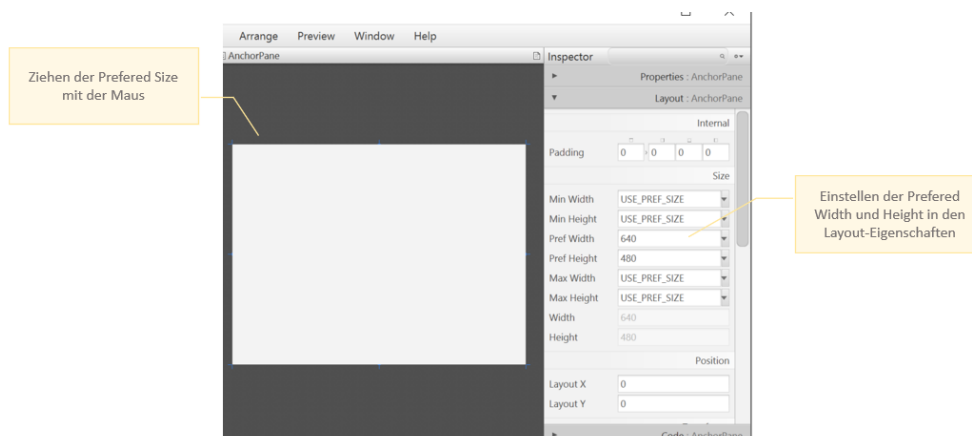 Arrange Preview Window Help
AnchorPane
Inspector
Ziehen der Prefered Size
mit der Maus
Properties : AnchorPane
Layout : AnchorPane
Internal
Padding 0 0 0 0
Size
Min Width USE_PREF_SIZE
Min Height USE_PREF_SIZE
Pref Width 640
Pref Height 480
Max Width USE_PREF_SIZE
Max Height USE_PREF_SIZE
Width 640
Height 480
Einstellen der Prefered
Width und Height in den
Layout-Eigenschaften
Position
Layout X 0
Layout Y 0
Code : AnchorPane